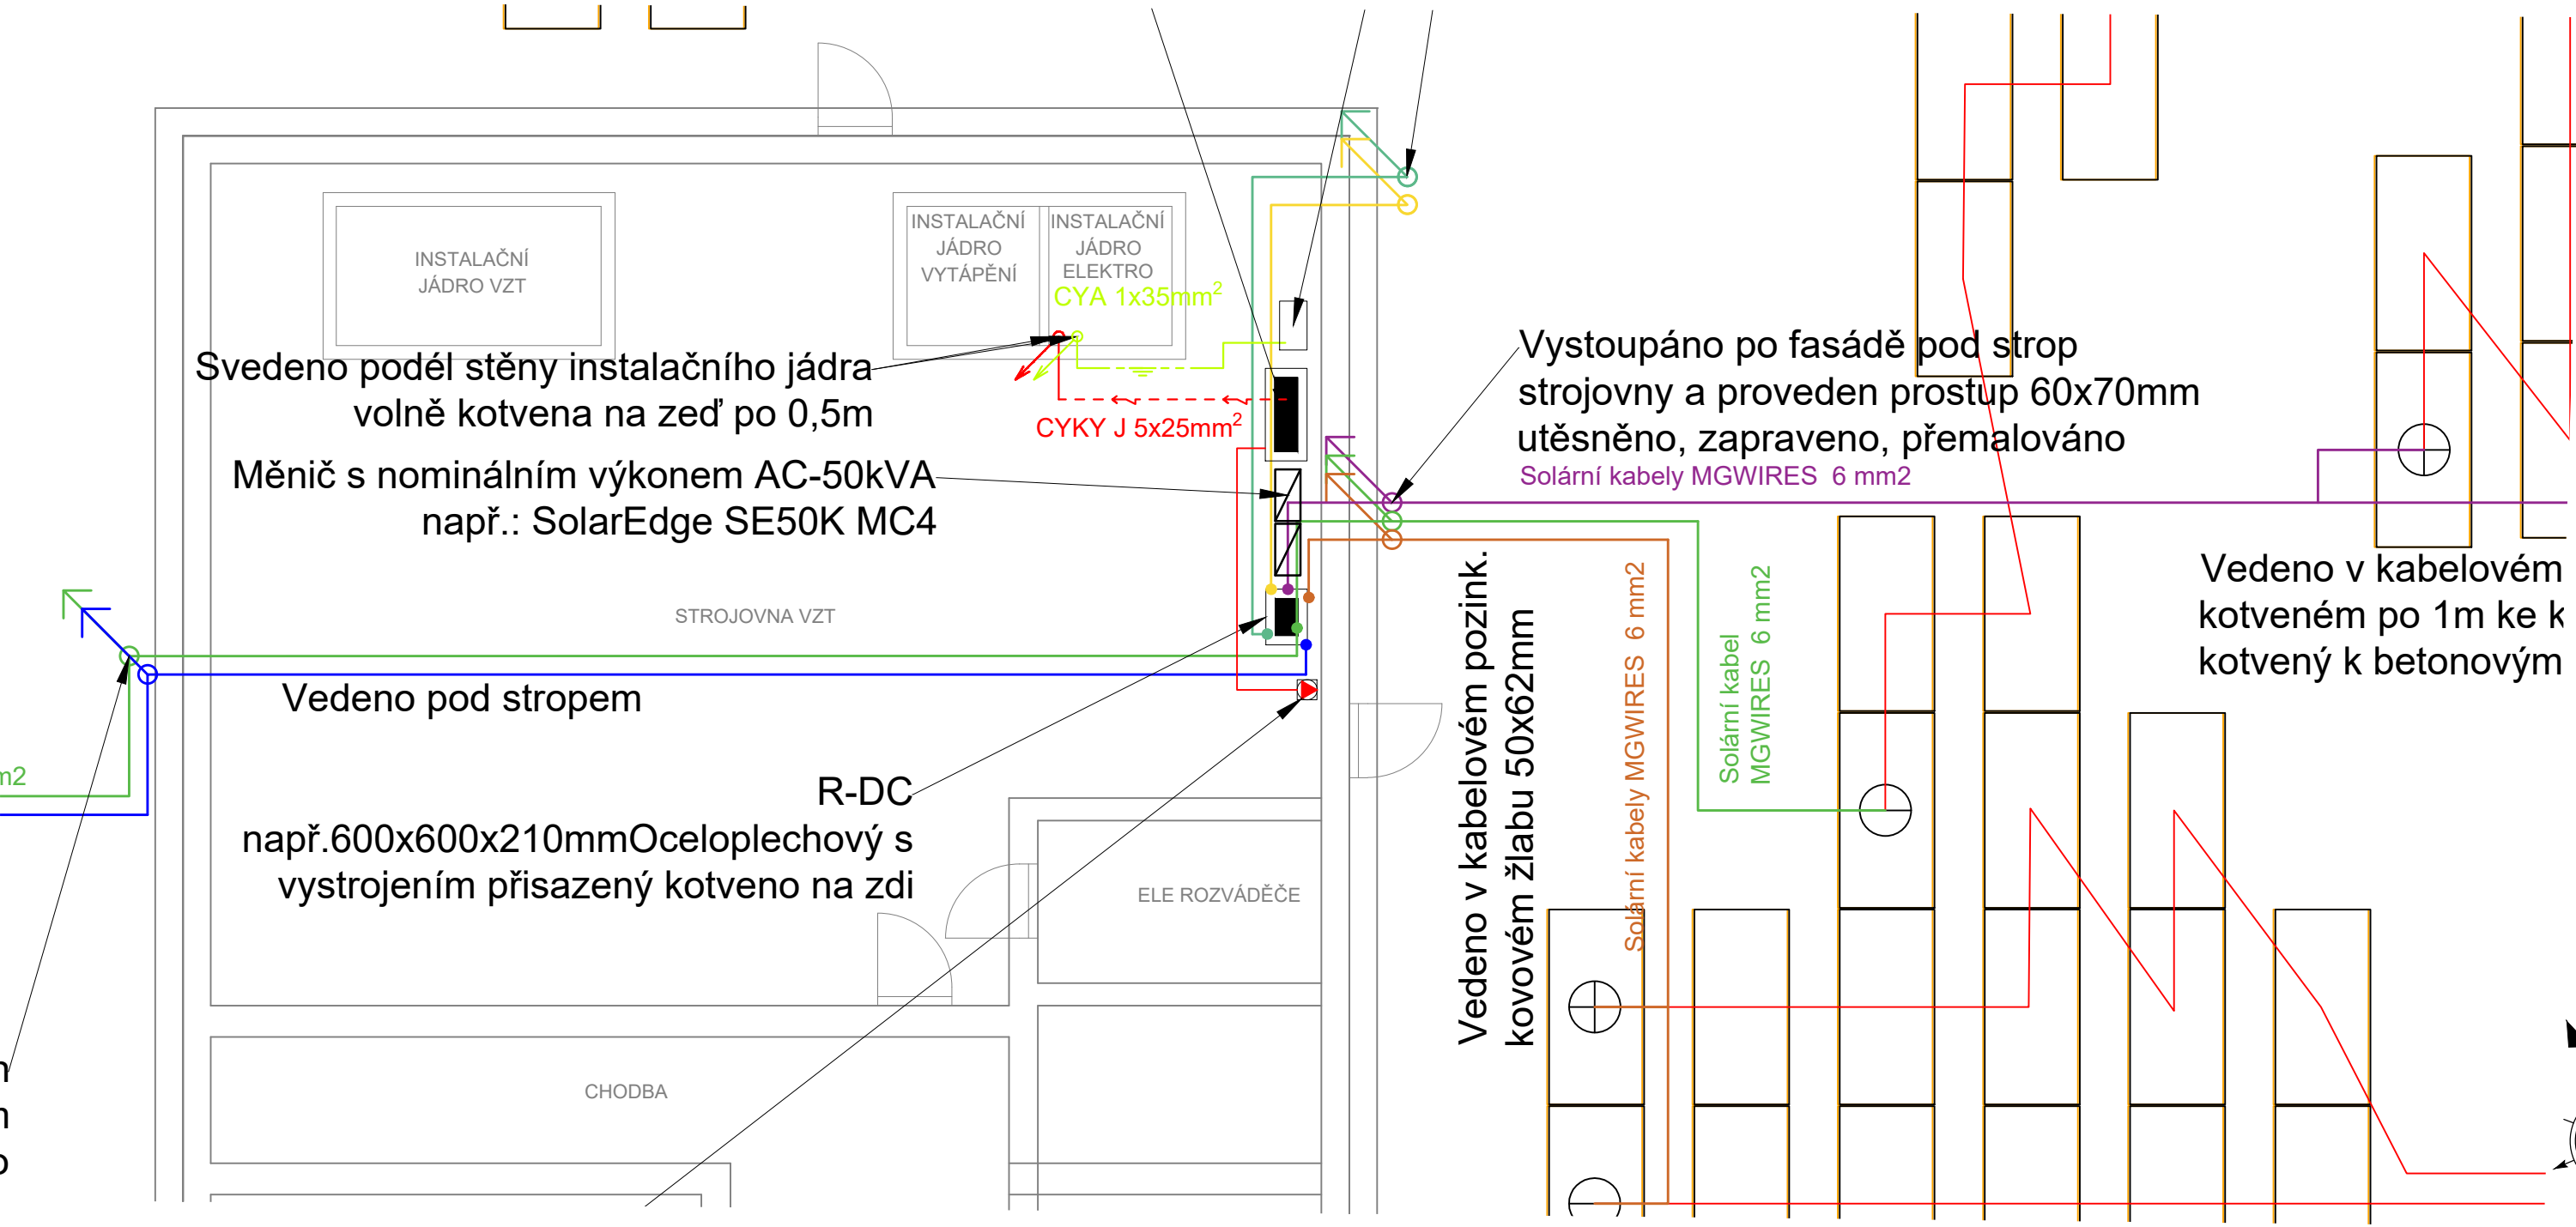 INSTALAČNÍ
JÁDRO VZT
INSTALAČNÍ
JÁDRO
VYTÁPĚNÍ
INSTALAČNÍ
JÁDRO
ELEKTRO
CYA 1x35mm²
Svedeno podél stěny instalačního jádra
volně kotvena na zeď po 0,5m
CYKY J 5x25mm²
Měnič s nominálním výkonem AC-50kVA
např.: SolarEdge SE50K MC4
Vystoupáno po fasádě pod strop
strojovny a proveden prostup 60x70mm
utěsněno, zapraveno, přemalováno
Solární kabely MGWIRES 6 mm2
STROJOVNA VZT
Vedeno pod stropem
m2
R-DC
např.600x600x210mmOceloplechový s
vystrojením přisazený kotveno na zdi
ELE ROZVÁDĚČE
CHODBA
Vedeno v kabelovém pozink.
kovovém žlabu 50x62mm
Solární kabely MGWIRES 6 mm2
Solární kabel
MGWIRES 6 mm2
Vedeno v kabelovém
kotveném po 1m ke k
kotvený k betonovým